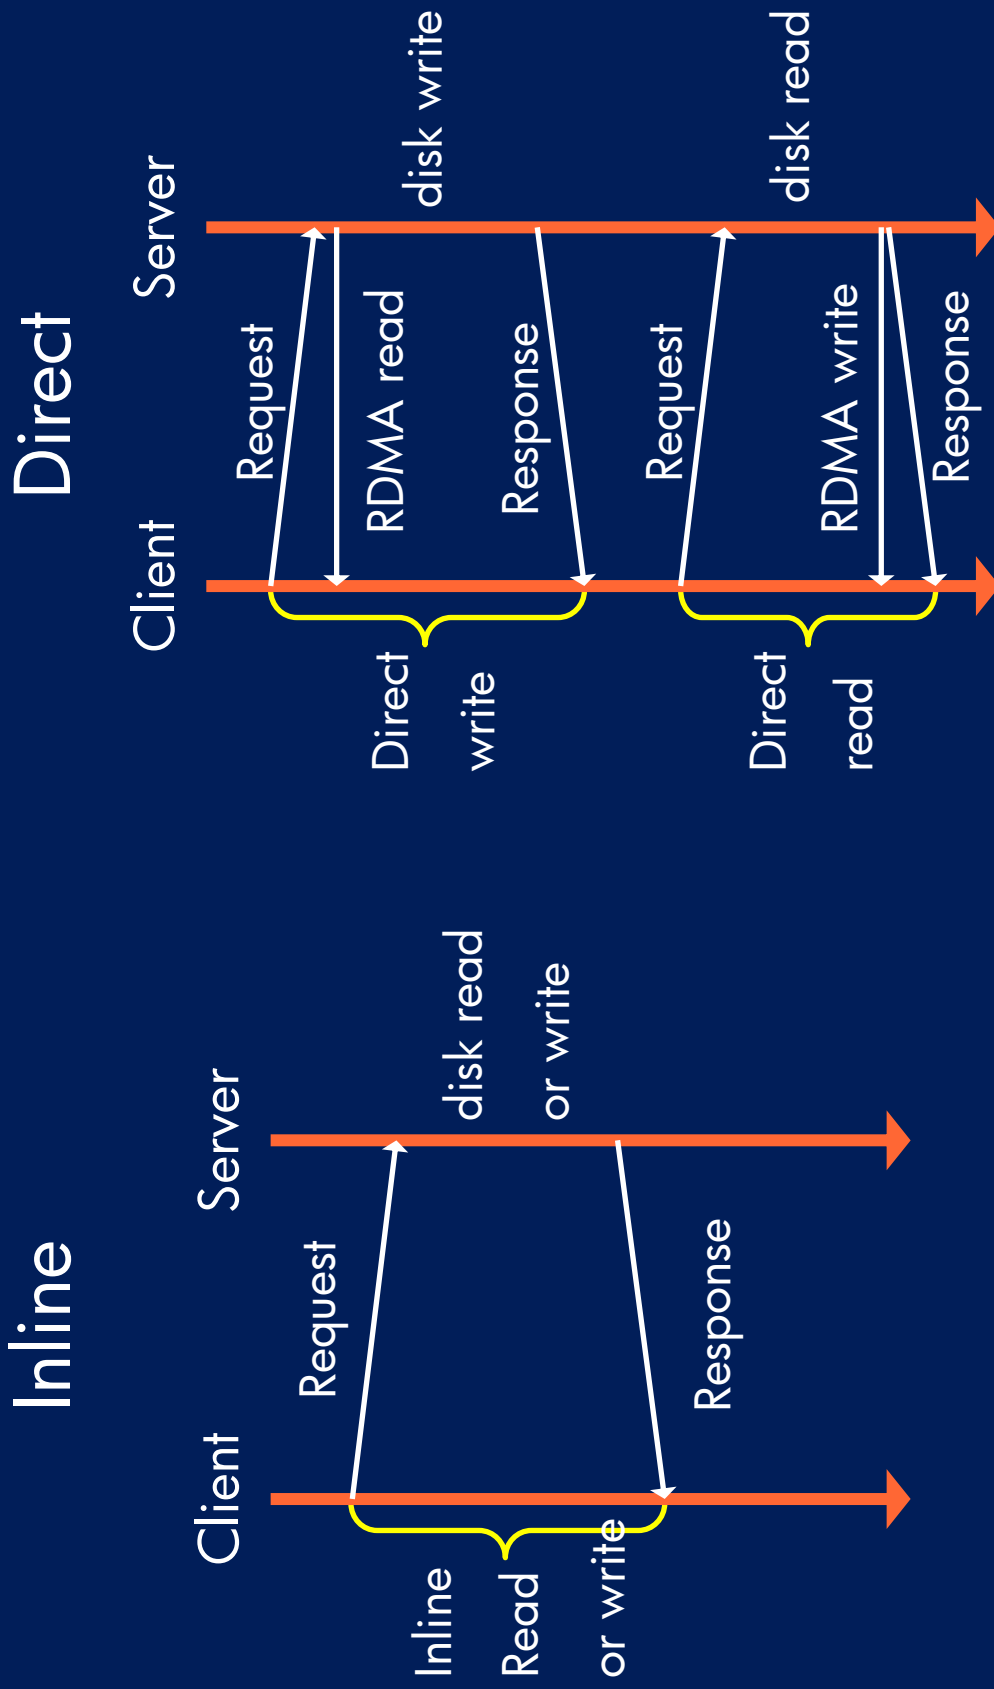 Inline
Client
Server
Request
disk read
or write
Inline
Read
or write
Response
Direct
Client
Server
Request
RDMA read
disk write
Direct
write
Response
Request
disk read
Direct
read
RDMA write
Response